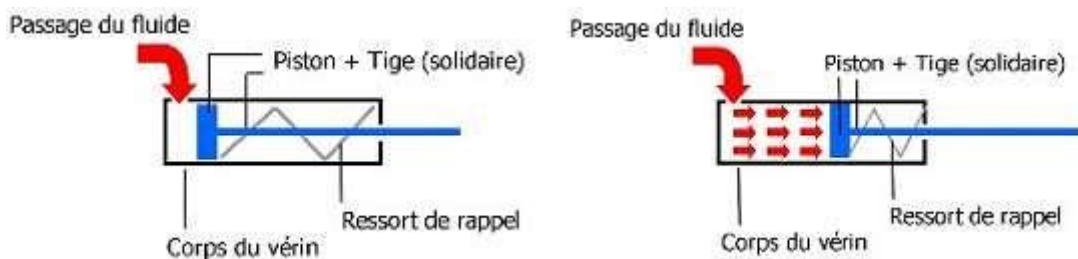 Passage du fluide
Piston + Tige (solidaire)
Ressort de rappel
Corps du vérin
Passage du fluide
Piston + Tige (solidaire)
Ressort de rappel
Corps du vérin